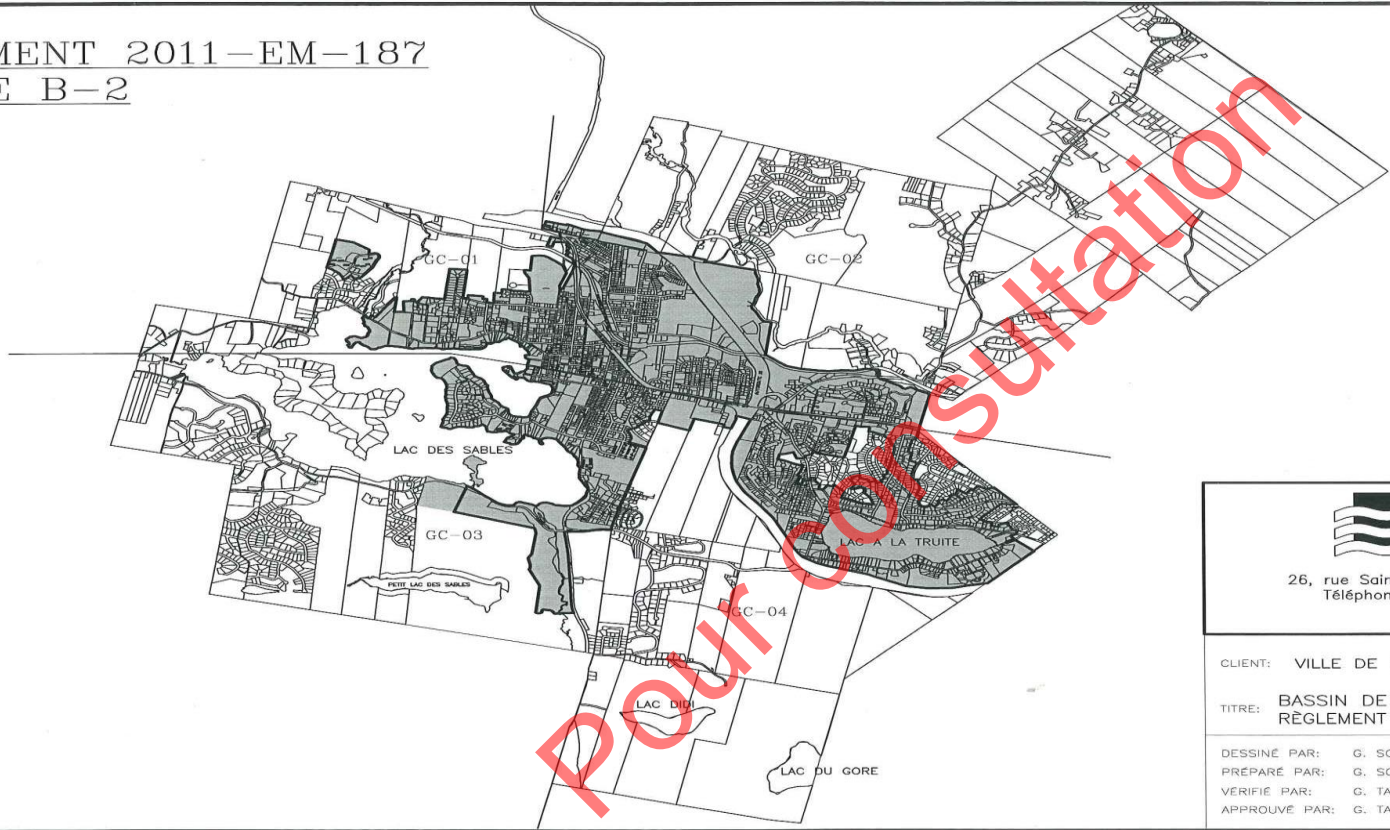 MENT 2011-EM-187
E B-2
GC-01
GC-02
LAC DES SABLES
GC-03
PETIT LAC DES SABLES
LAC A LA TRUITE
GC-04
LAC DIDI
LAC DU GORE
Pour consultation
26, rue Sain
Téléphon
CLIENT: VILLE DE
TITRE: BASSIN DE
RÈGLEMENT
DESSINÉ PAR: G. SC
PRÉPARÉ PAR: G. SC
VÉRIFIÉ PAR: G. TA
APPROUVÉ PAR: G. TA